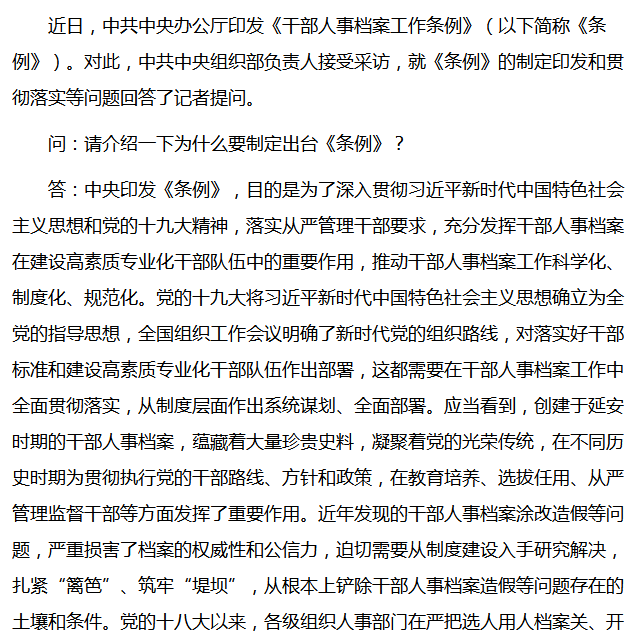 近日，中共中央办公厅印发《干部人事档案工作条例》（以下简称《条
例》）。对此，中共中央组织部负责人接受采访，就《条例》的制定印发和贯
彻落实等问题回答了记者提问。
问：请介绍一下为什么要制定出台《条例》？
答：中央印发《条例》，目的是为了深入贯彻习近平新时代中国特色社会
主义思想和党的十九大精神，落实从严管理干部要求，充分发挥干部人事档案
在建设高素质专业化干部队伍中的重要作用，推动干部人事档案工作科学化、
制度化、规范化。党的十九大将习近平新时代中国特色社会主义思想确立为全
党的指导思想，全国组织工作会议明确了新时代党的组织路线，对落实好干部
标准和建设高素质专业化干部队伍作出部署，这都需要在干部人事档案工作中
全面贯彻落实，从制度层面作出系统谋划、全面部署。应当看到，创建于延安
时期的干部人事档案，蕴藏着大量珍贵史料，凝聚着党的光荣传统，在不同历
史时期为贯彻执行党的干部路线、方针和政策，在教育培养、选拔任用、从严
管理监督干部等方面发挥了重要作用。近年发现的干部人事档案涂改造假等问
题，严重损害了档案的权威性和公信力，迫切需要从制度建设入手研究解决，
扎紧“篱笆”、筑牢“堤坝”，从根本上铲除干部人事档案造假等问题存在的
土壤和条件。党的十八大以来，各级组织人事部门在严把选人用人档案关、开